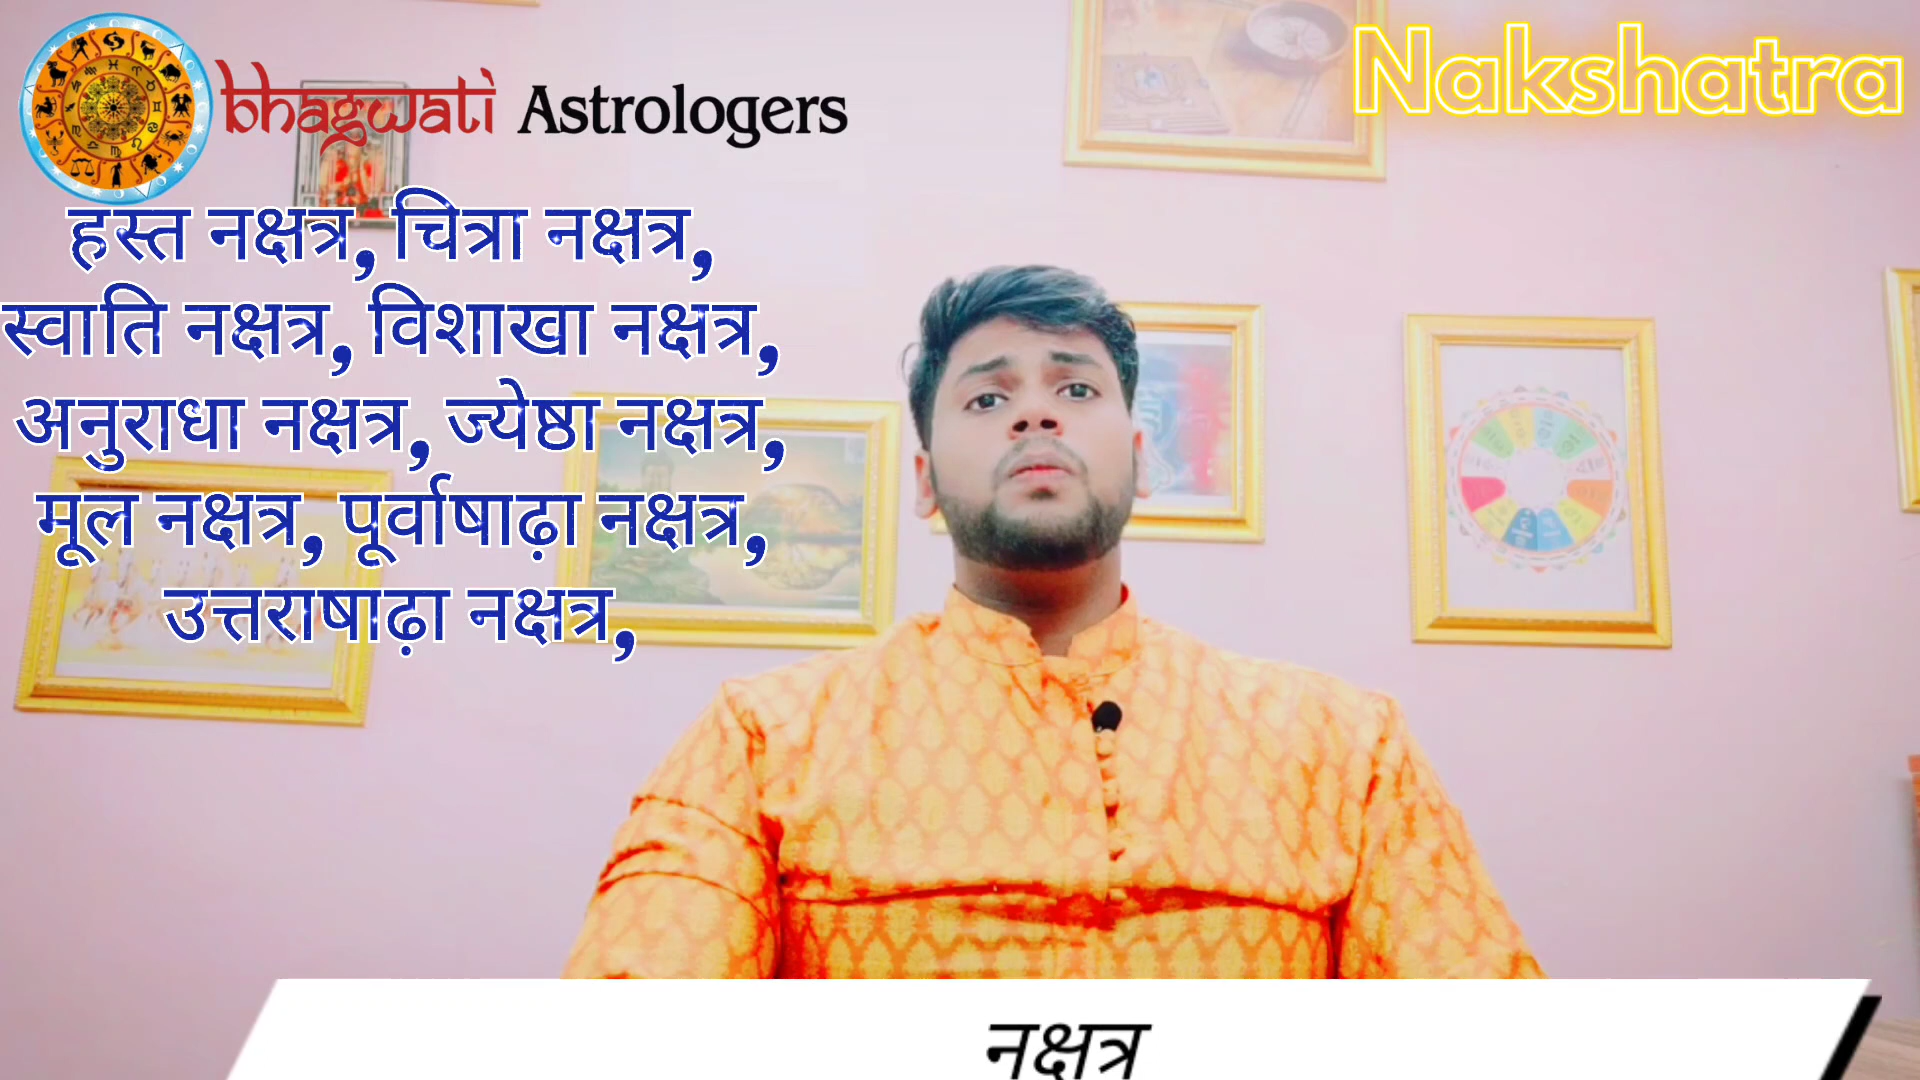 bhagwati Astrologers
Nakshatra
हस्त नक्षत्र, चित्रा नक्षत्र,
स्वाति नक्षत्र, विशाखा नक्षत्र,
अनुराधा नक्षत्र, ज्येष्ठा नक्षत्र,
मूल नक्षत्र, पूर्वाषाढ़ा नक्षत्र,
उत्तराषाढ़ा नक्षत्र,
नक्षत्र